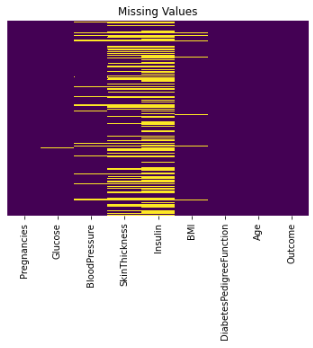 Missing Values
Pregnancies
Glucose
BloodPressure
SkinThickness
Insulin
BMI
DiabetesPedigreeFunction
Age
Outcome